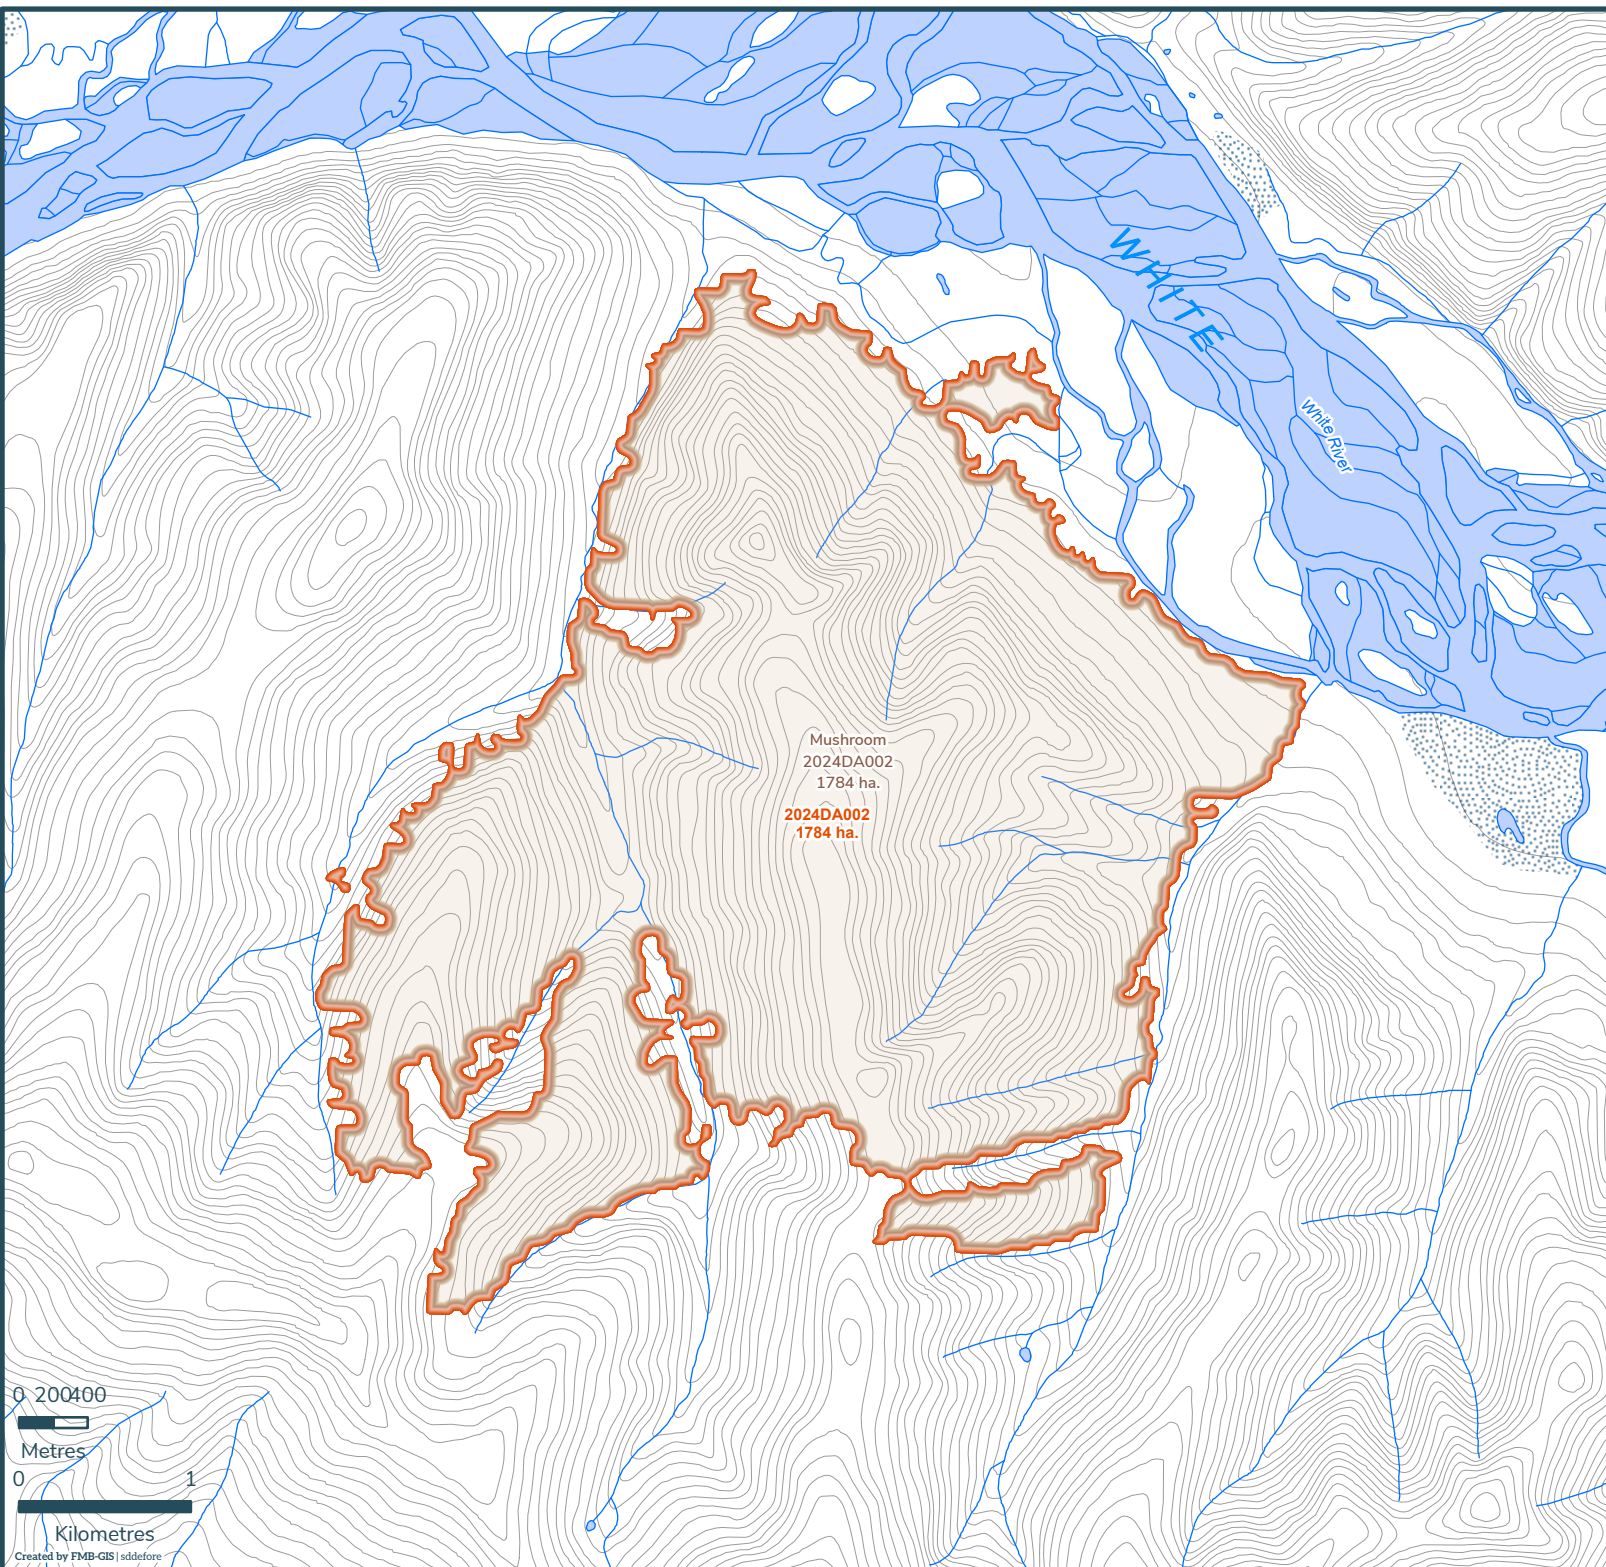 WHITE
White River
Mushroom
2024DA002
1784 ha.
2024DA002
1784 ha.
0 200400
Metres
0 1
Kilometres
Created by FMB-GIS | sddefore